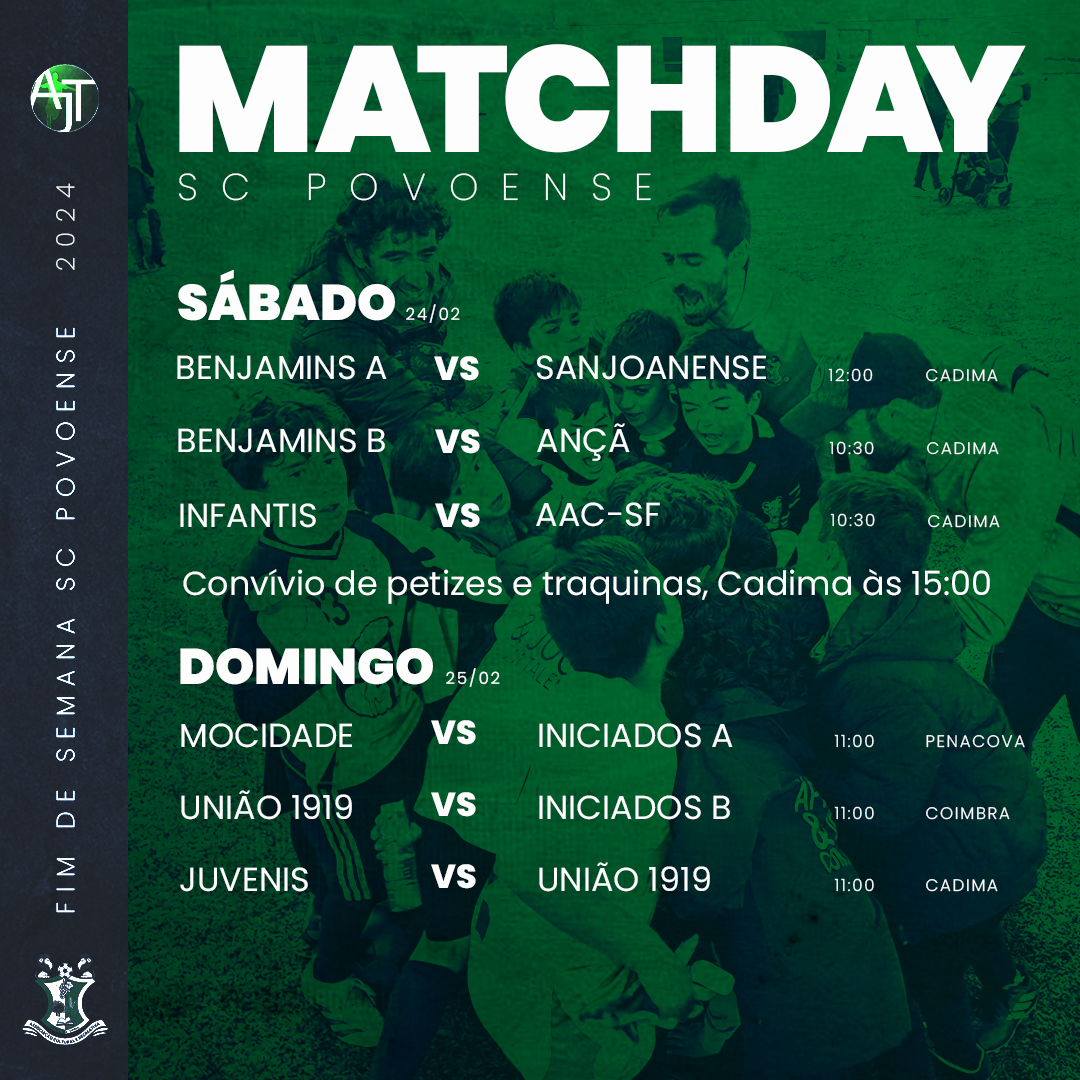 AJT
FIM DE SEMANA SC POVOENSE 2024
MATCHDAY
SC POVOENSE
SÁBADO 24/02
BENJAMINS A VS SANJOANENSE 12:00 CADIMA
BENJAMINS B VS ANÇÃ 10:30 CADIMA
INFANTIS VS AAC-SF 10:30 CADIMA
Convívio de petizes e traquinas, Cadima às 15:00
DOMINGO 25/02
MOCIDADE VS INICIADOS A 11:00 PENACOVA
UNIÃO 1919 VS INICIADOS B 11:00 COIMBRA
JUVENIS VS UNIÃO 1919 11:00 CADIMA